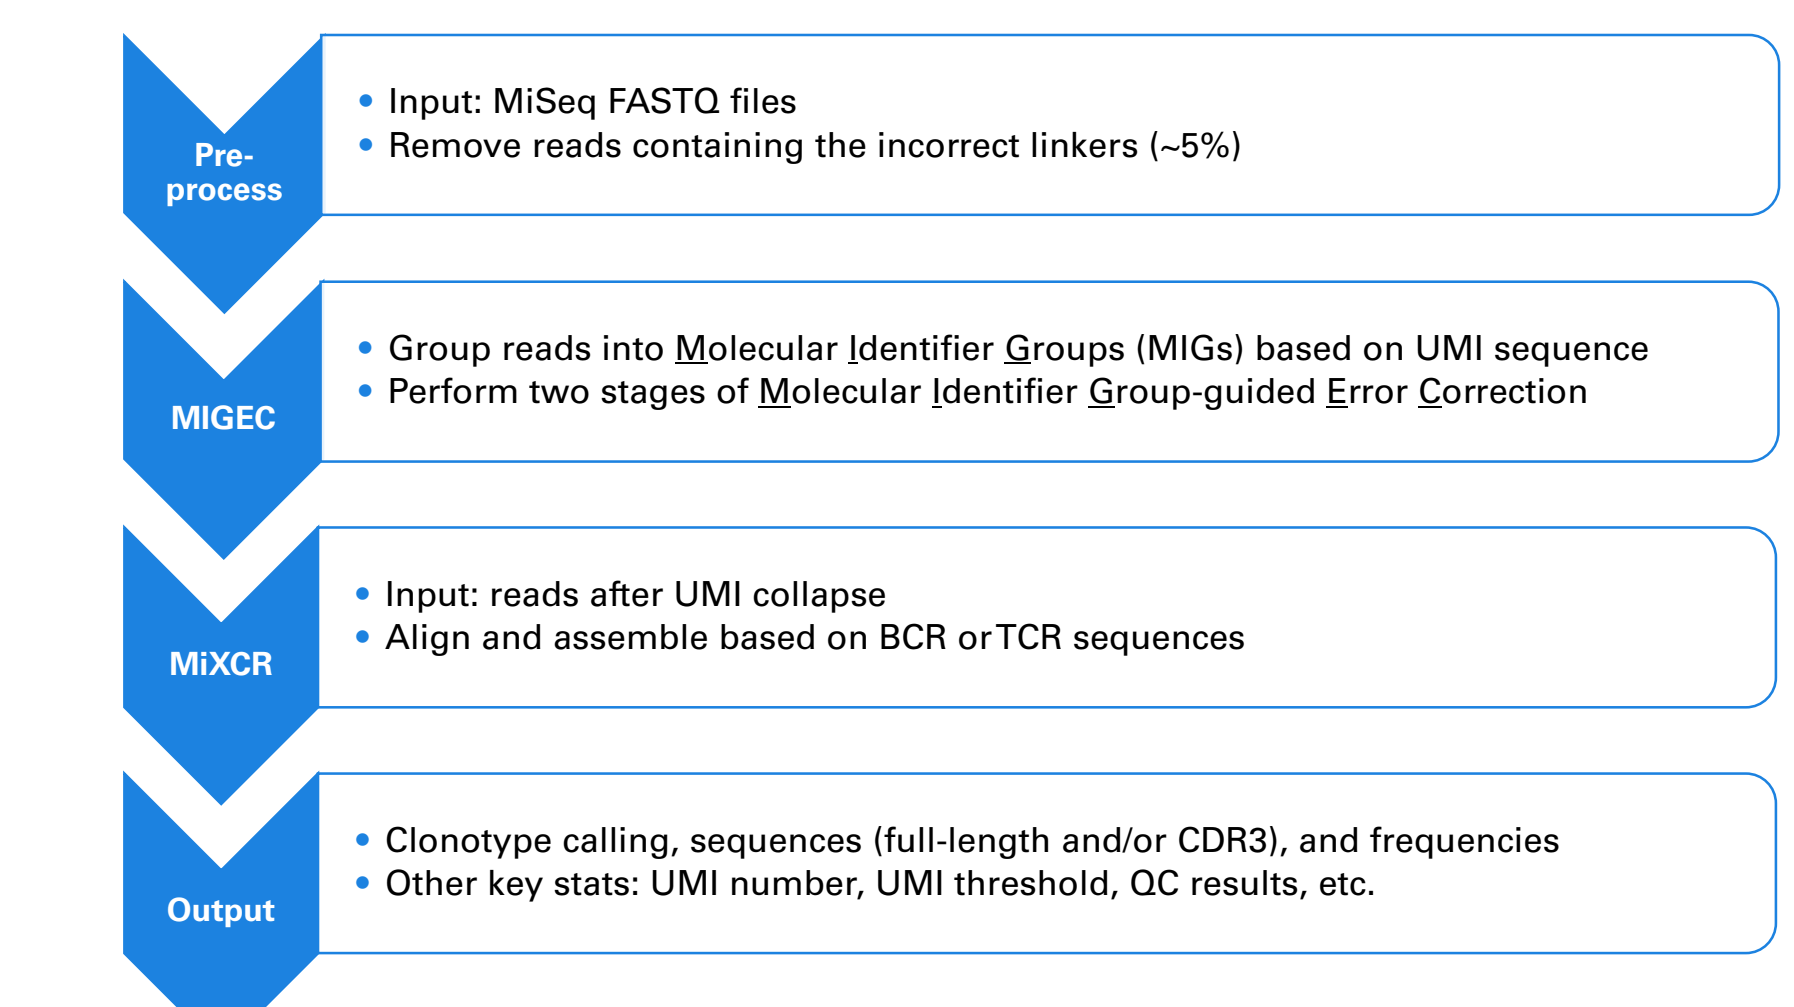 Pre-
process
• Input: MiSeq FASTQ files
• Remove reads containing the incorrect linkers (~5%)
MIGEC
• Group reads into Molecular Identifier Groups (MIGs) based on UMI sequence
• Perform two stages of Molecular Identifier Group-guided Error Correction
MiXCR
• Input: reads after UMI collapse
• Align and assemble based on BCR or TCR sequences
Output
• Clonotype calling, sequences (full-length and/or CDR3), and frequencies
• Other key stats: UMI number, UMI threshold, QC results, etc.